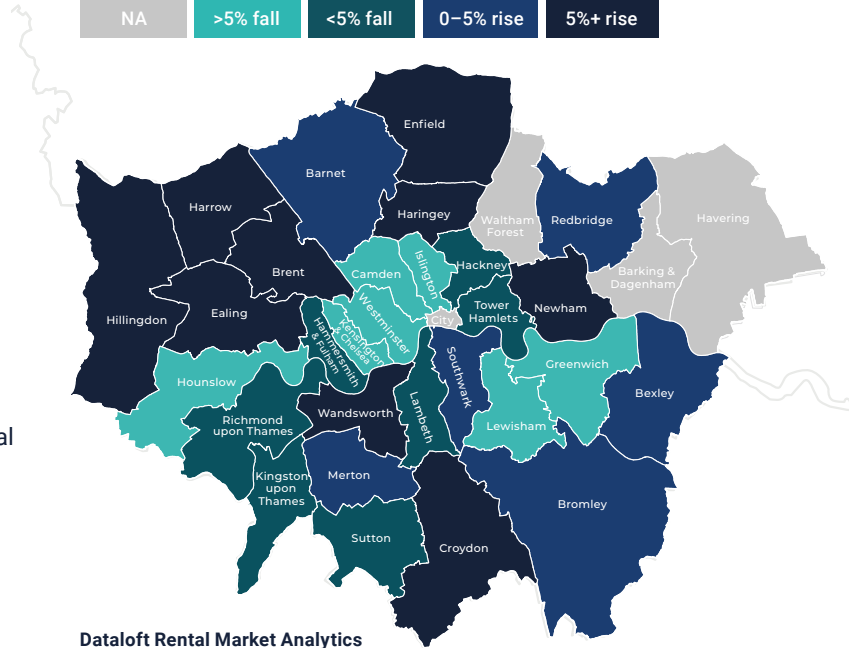 NA
>5% fall
<5% fall
0–5% rise
5%+ rise
Enfield
Barnet
Harrow
Haringey
Waltham
Forest
Redbridge
Havering
Brent
Camden
Islington
Hackney
Barking &
Dagenham
Hillingdon
Ealing
Westminster
City
Tower
Hamlets
Newham
Kensington
& Chelsea
Hammersmith
& Fulham
Hounslow
Southwark
Greenwich
Bexley
Richmond
upon Thames
Wandsworth
Lambeth
Lewisham
al
Kingston
upon
Thames
Merton
Bromley
Sutton
Croydon
Dataloft Rental Market Analytics